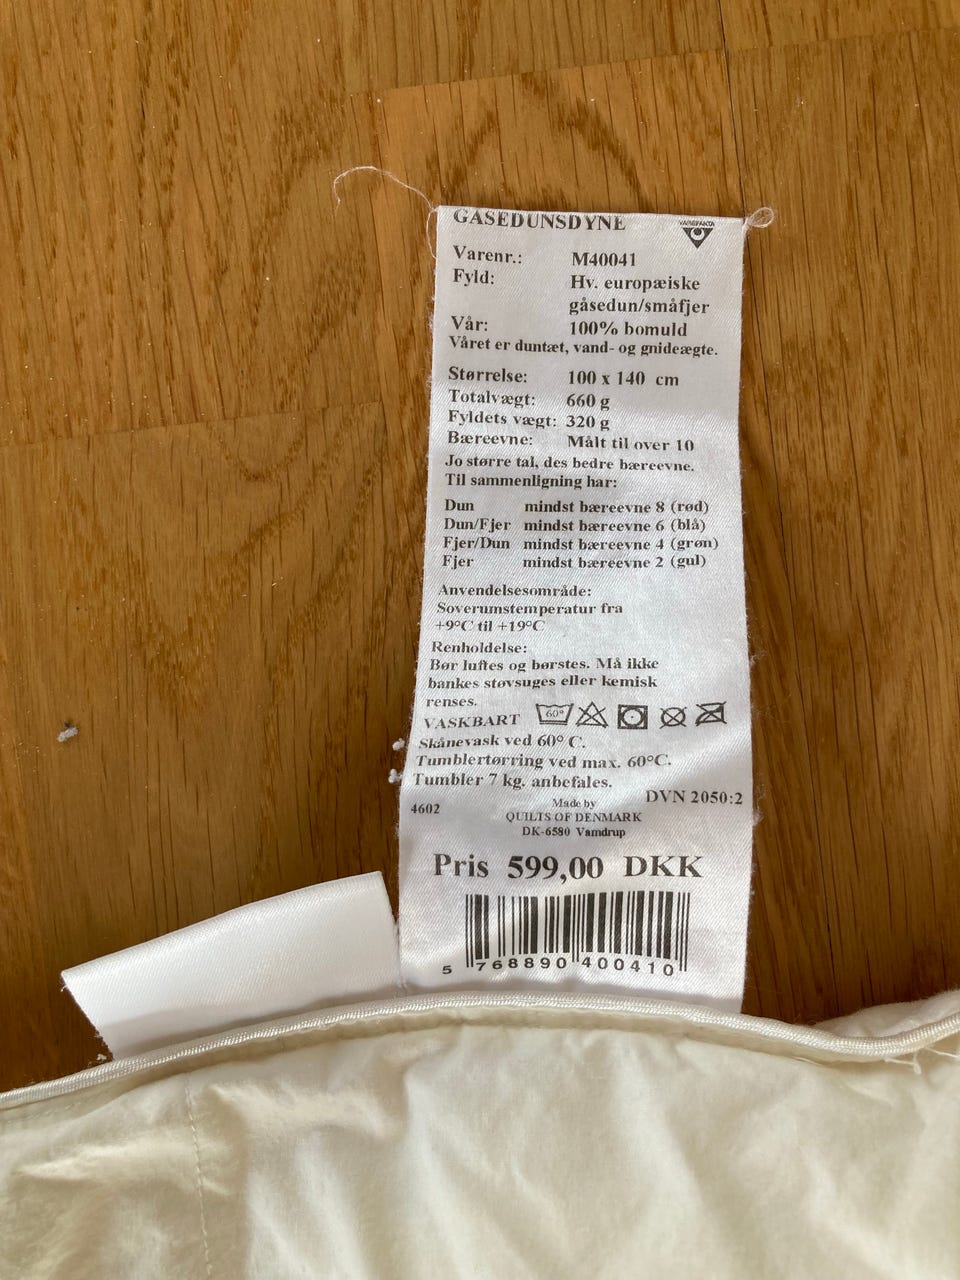 GÅSEDUNSDYNE
VAREFAKTA
Varenr.: M40041
Fyld: Hv. europæiske
gåsedun/småfjer
Vår: 100% bomuld
Våret er duntæt, vand- og gnideægte.
Størrelse: 100 x 140 cm
Totalvægt: 660 g
Fyldets vægt: 320 g
Bæreevne: Målt til over 10
Jo større tal, des bedre bæreevne.
Til sammenligning har:
Dun mindst bæreevne 8 (rød)
Dun/Fjer mindst bæreevne 6 (blå)
Fjer/Dun mindst bæreevne 4 (grøn)
Fjer mindst bæreevne 2 (gul)
Anvendelsesområde:
Soverumstemperatur fra
+9°C til +19°C
Renholdelse:
Bør luftes og børstes. Må ikke
bankes støvsuges eller kemisk
renses.
VASKBART 60°
Skånevask ved 60° C.
Tumblertørring ved max. 60°C.
Tumbler 7 kg. anbefales.
4602 Made by DVN 2050:2
QUILTS OF DENMARK
DK-6580 Vamdrup
Pris 599,00 DKK
5 768890 400410